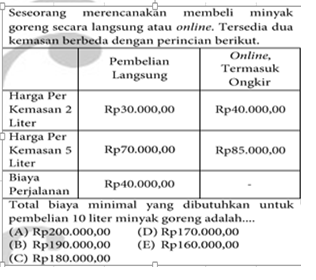 Seseorang merencanakan membeli minyak
goreng secara langsung atau online. Tersedia dua
kemasan berbeda dengan perincian berikut.
Pembelian
Langsung
Online,
Termasuk
Ongkir
Harga Per
Kemasan 2
Liter
Rp30.000,00
Rp40.000,00
Harga Per
Kemasan 5
Liter
Rp70.000,00
Rp85.000,00
Biaya
Perjalanan
Rp40.000,00
-
Total biaya minimal yang dibutuhkan untuk
pembelian 10 liter minyak goreng adalah....
(A) Rp200.000,00 (D) Rp170.000,00
(B) Rp190.000,00 (E) Rp160.000,00
(C) Rp180.000,00